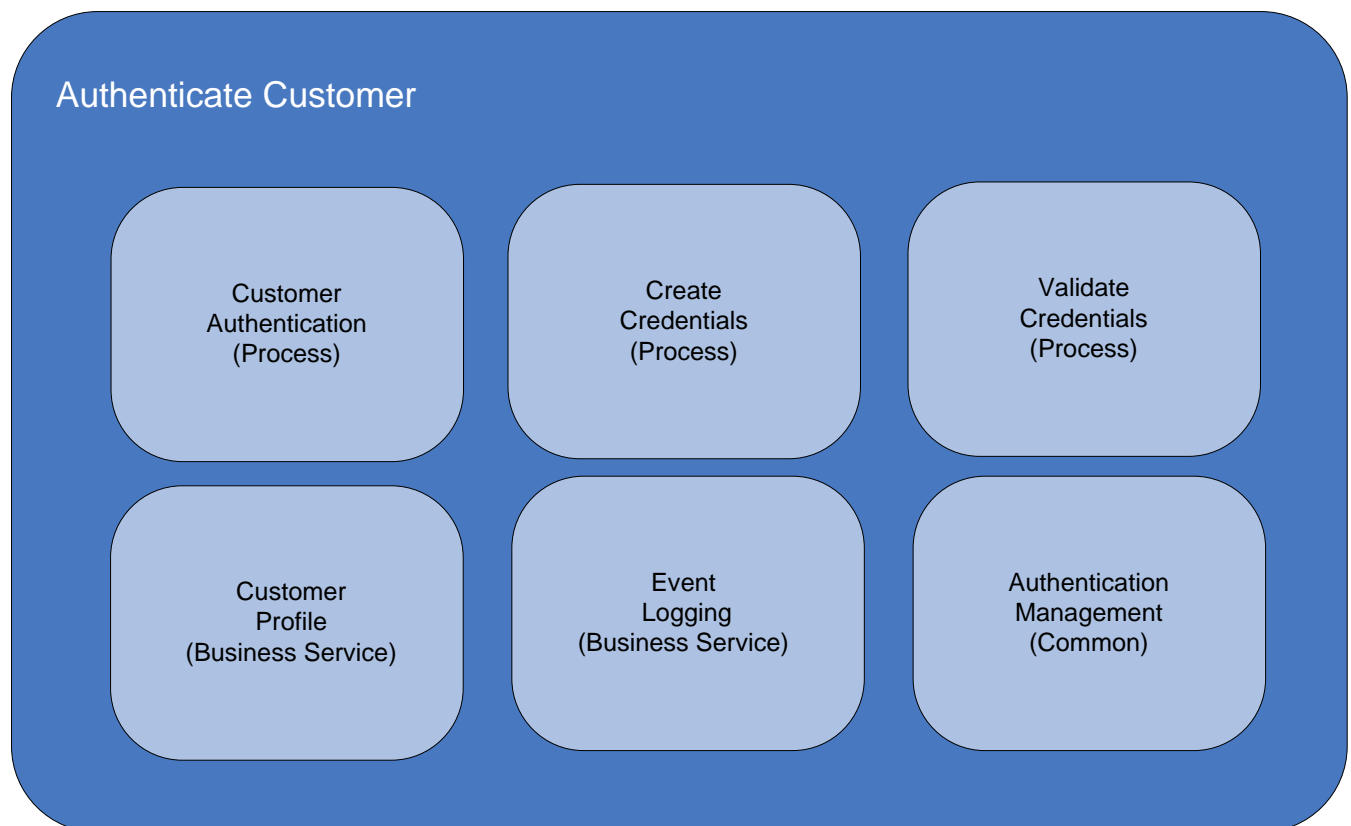 Authenticate Customer
Customer
Authentication
(Process)
Create
Credentials
(Process)
Validate
Credentials
(Process)
Customer
Profile
(Business Service)
Event
Logging
(Business Service)
Authentication
Management
(Common)